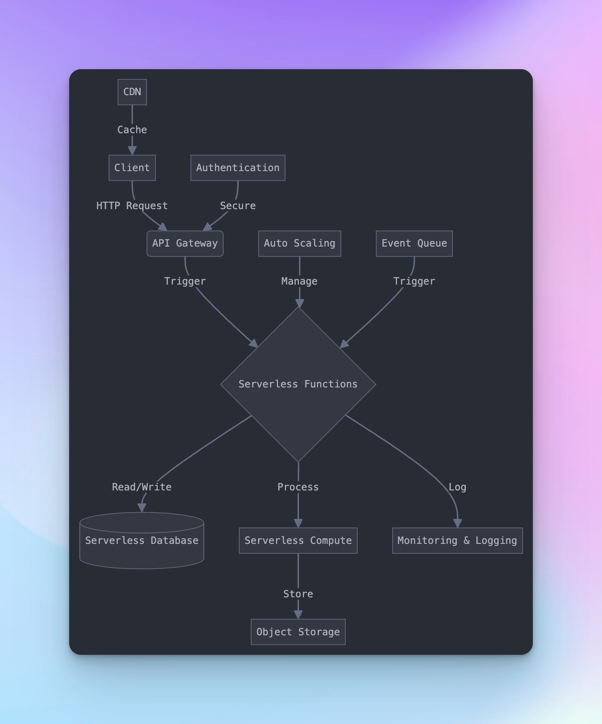 CDN
Cache
Client
Authentication
HTTP Request
Secure
API Gateway
Auto Scaling
Event Queue
Trigger
Manage
Trigger
Serverless Functions
Read/Write
Process
Log
Serverless Database
Serverless Compute
Monitoring & Logging
Store
Object Storage